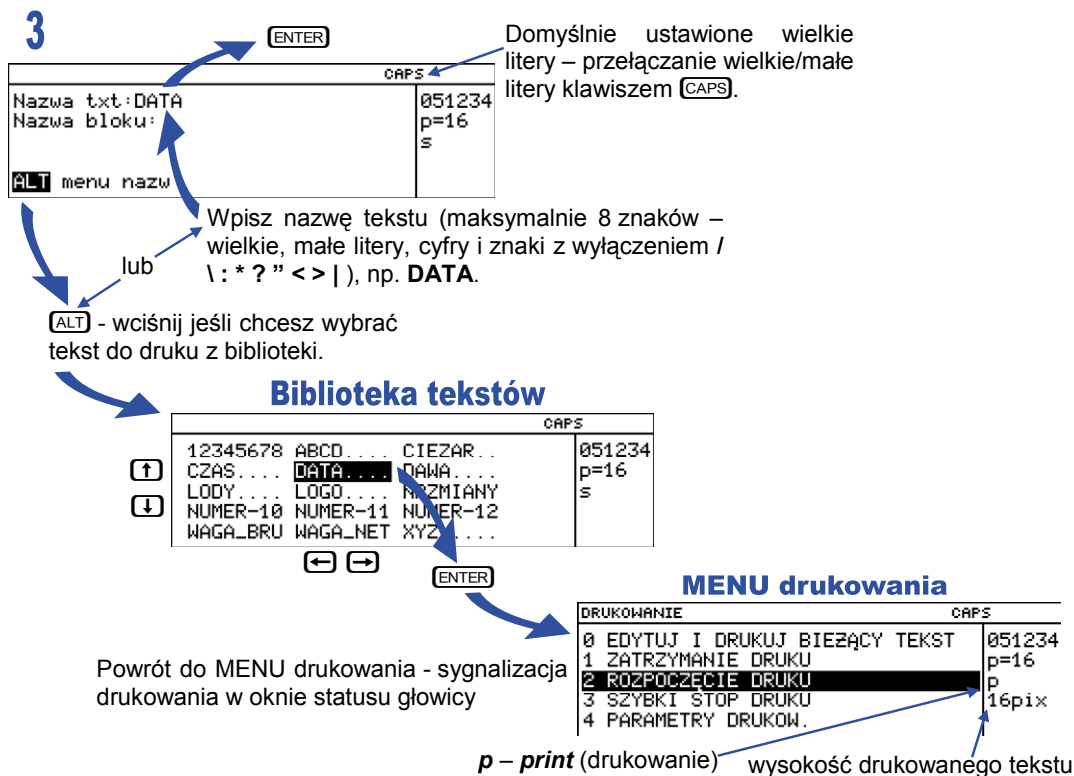 3
ENTER
Domyślnie ustawione wielkie
litery – przełączanie wielkie/małe
litery klawiszem CAPS.
CAPS
Nazwa txt:DATA
Nazwa bloku:
ALT menu nazw
051234
p=16
s
Wpisz nazwę tekstu (maksymalnie 8 znaków –
wielkie, małe litery, cyfry i znaki z wyłączeniem /
\ : * ? ” < > | ), np. DATA.
lub
ALT - wciśnij jeśli chcesz wybrać
tekst do druku z biblioteki.
Biblioteka tekstów
CAPS
12345678 ABCD.... CIEZAR..
CZAS.... DATA.... DAWA....
LODY.... LOGO.... NRZMIANY
NUMER-10 NUMER-11 NUMER-12
WAGA_BRU WAGA_NET XYZ.....
051234
p=16
s
↑
↓
← →
ENTER
MENU drukowania
DRUKOWANIE CAPS
0 EDYTUJ I DRUKUJ BIEŻĄCY TEKST
1 ZATRZYMANIE DRUKU
2 ROZPOCZĘCIE DRUKU
3 SZYBKI STOP DRUKU
4 PARAMETRY DRUKOW.
051234
p=16
p
16pix
Powrót do MENU drukowania - sygnalizacja
drukowania w oknie statusu głowicy
p – print (drukowanie)
wysokość drukowanego tekstu